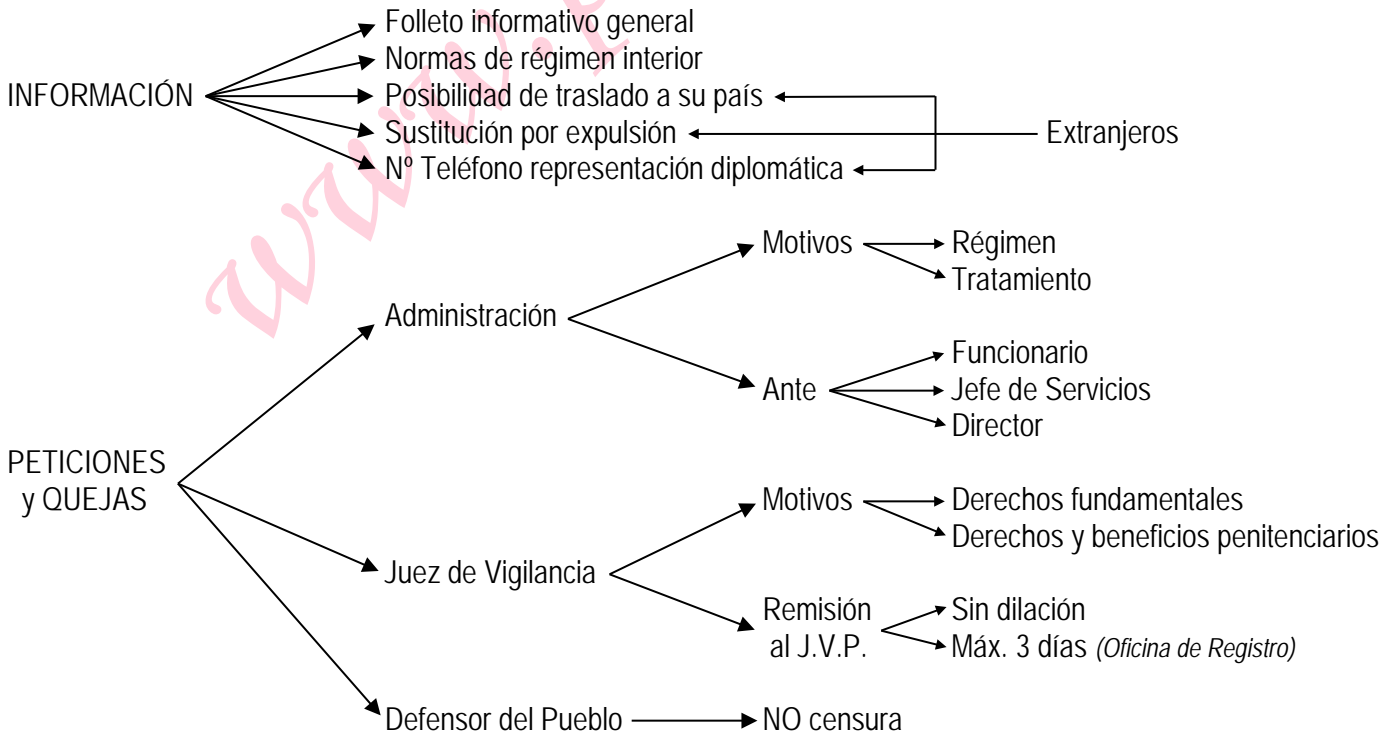 Folleto informativo general
Normas de régimen interior
INFORMACIÓN
Posibilidad de traslado a su país
Sustitución por expulsión
Extranjeros
Nº Teléfono representación diplomática
Motivos
Régimen
Tratamiento
Administración
Ante
Funcionario
Jefe de Servicios
Director
PETICIONES
y QUEJAS
Motivos
Derechos fundamentales
Derechos y beneficios penitenciarios
Juez de Vigilancia
Remisión
al J.V.P.
Sin dilación
Máx. 3 días (Oficina de Registro)
Defensor del Pueblo
NO censura